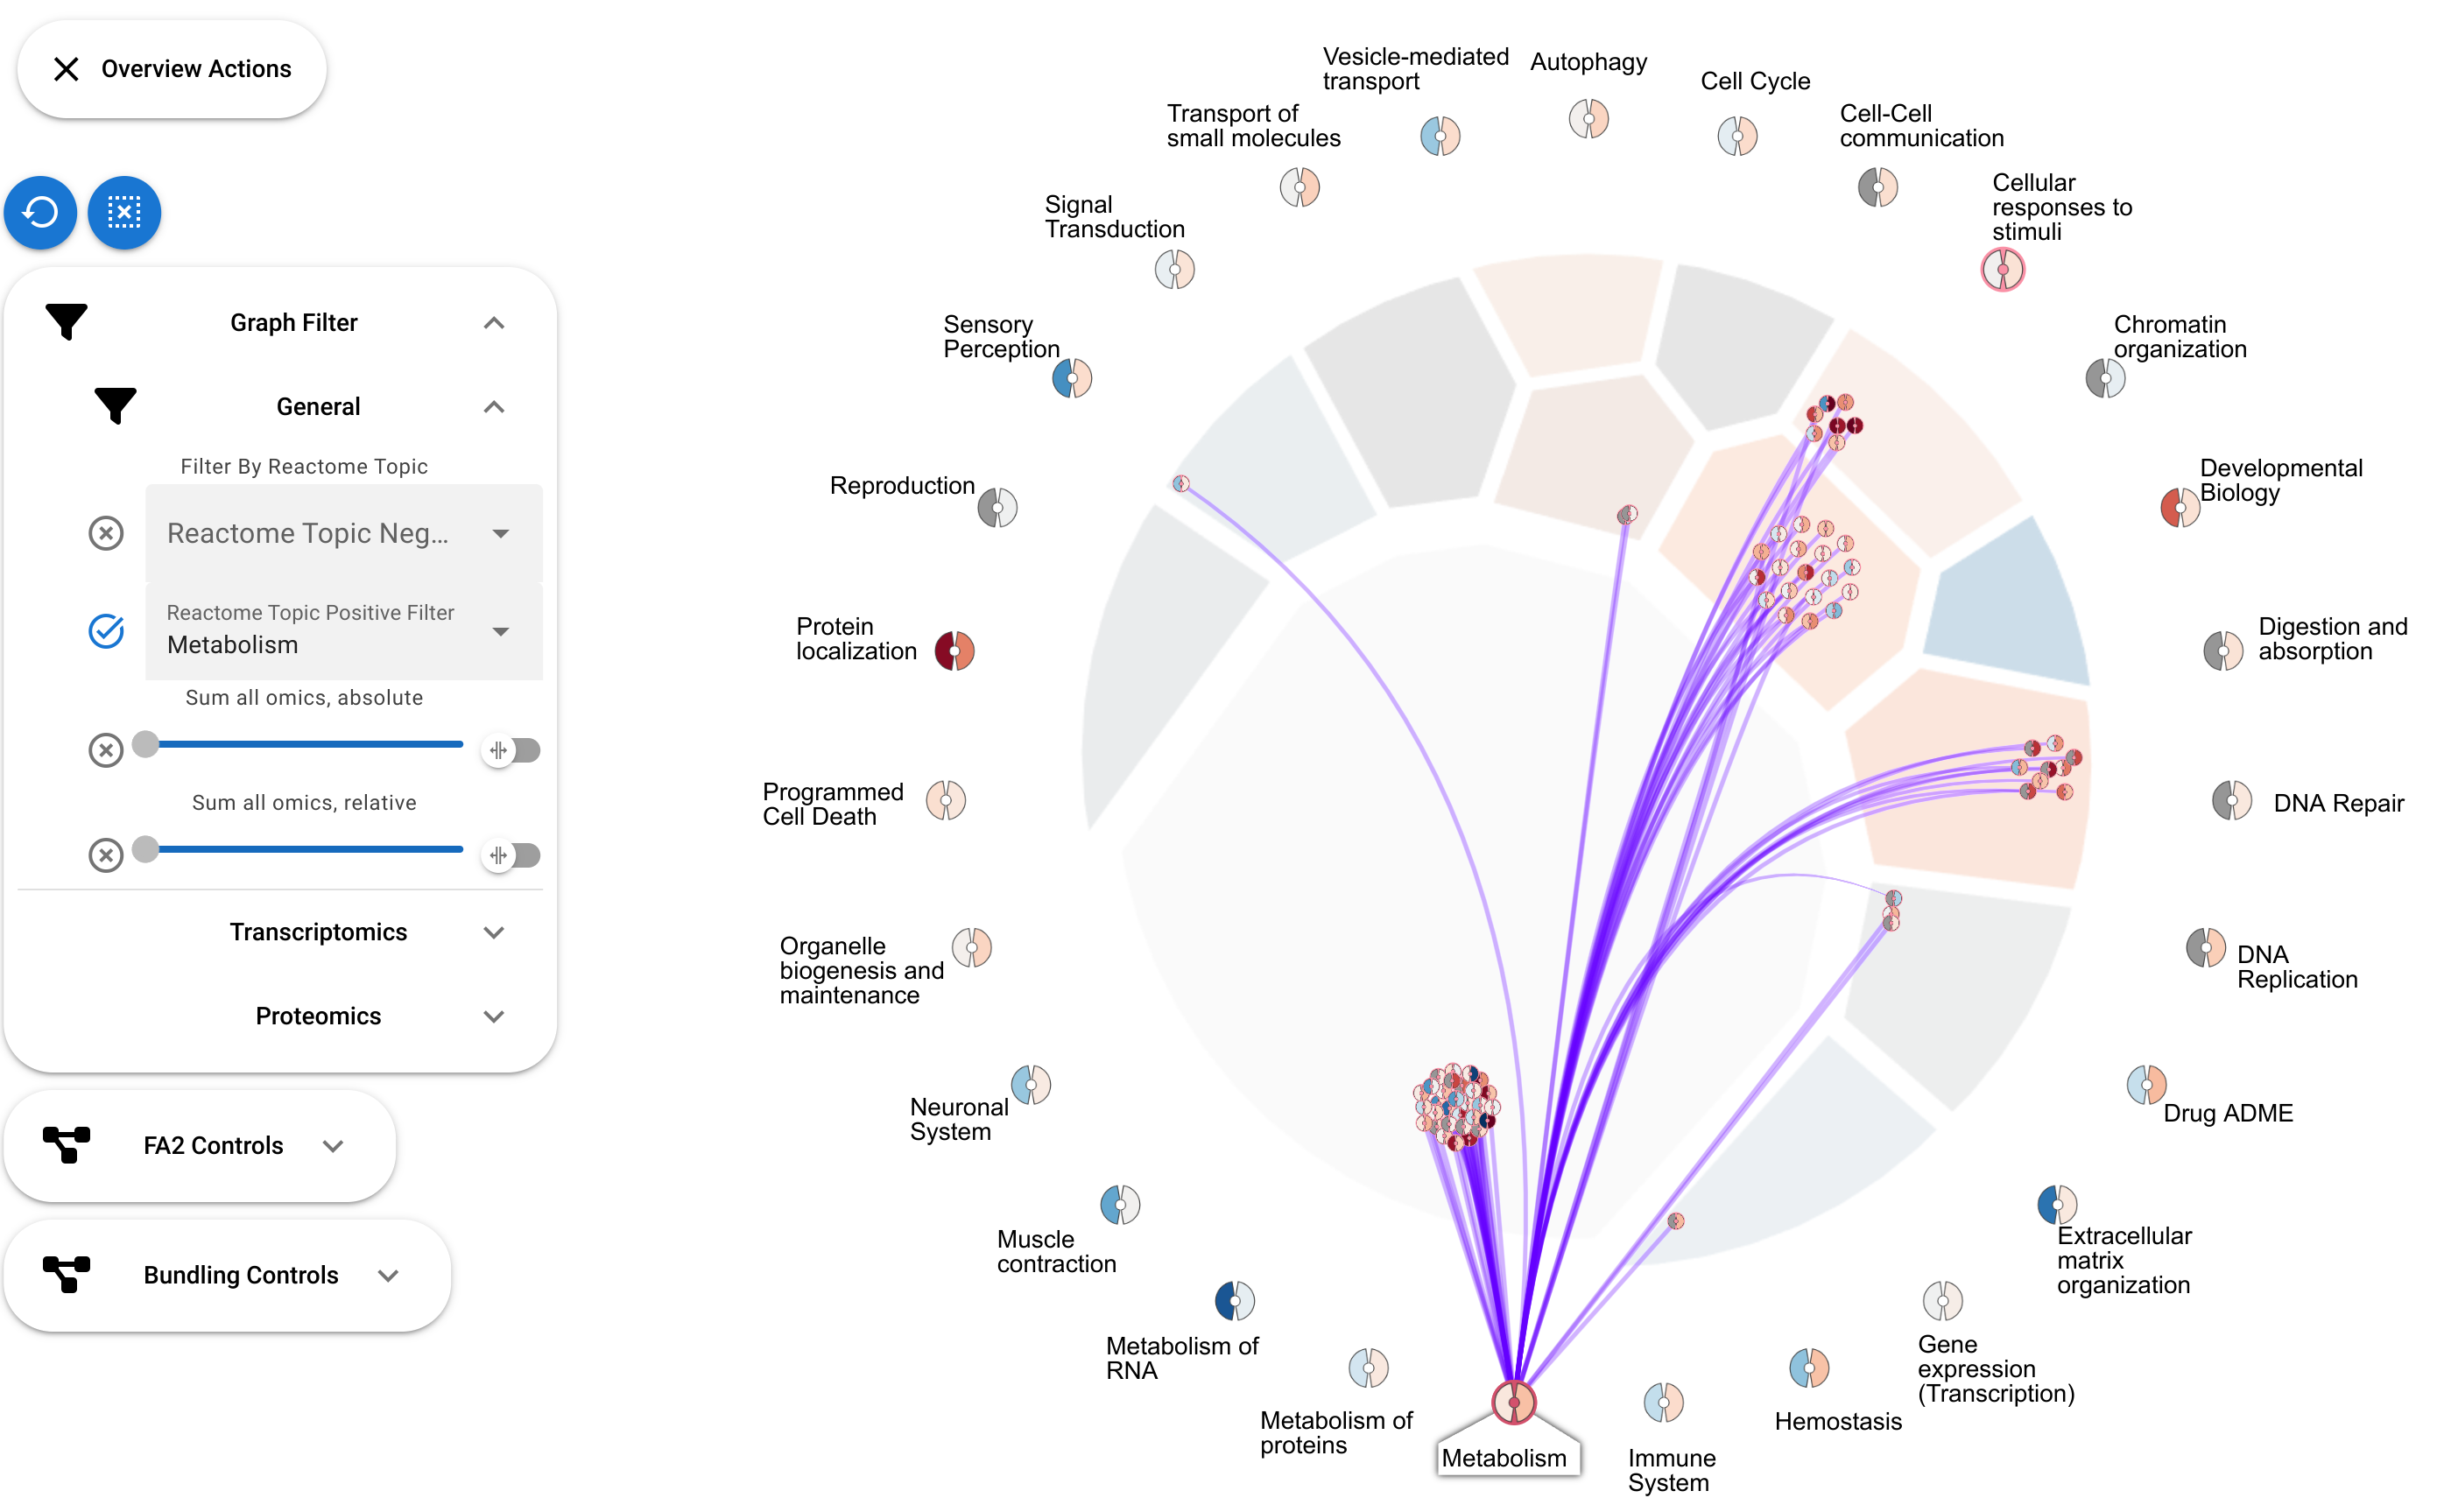 Overview Actions
Graph Filter
General
Filter By Reactome Topic
Reactome Topic Neg...
Reactome Topic Positive Filter
Metabolism
Sum all omics, absolute
Sum all omics, relative
Transcriptomics
Proteomics
FA2 Controls
Bundling Controls
Vesicle-mediated
transport
Autophagy
Cell Cycle
Cell-Cell
communication
Cellular
responses to
stimuli
Chromatin
organization
Developmental
Biology
Digestion and
absorption
DNA Repair
DNA
Replication
Drug ADME
Extracellular
matrix
organization
Gene
expression
(Transcription)
Hemostasis
Immune
System
Metabolism
Metabolism of
proteins
Metabolism of
RNA
Muscle
contraction
Neuronal
System
Organelle
biogenesis and
maintenance
Programmed
Cell Death
Protein
localization
Reproduction
Sensory
Perception
Signal
Transduction
Transport of
small molecules